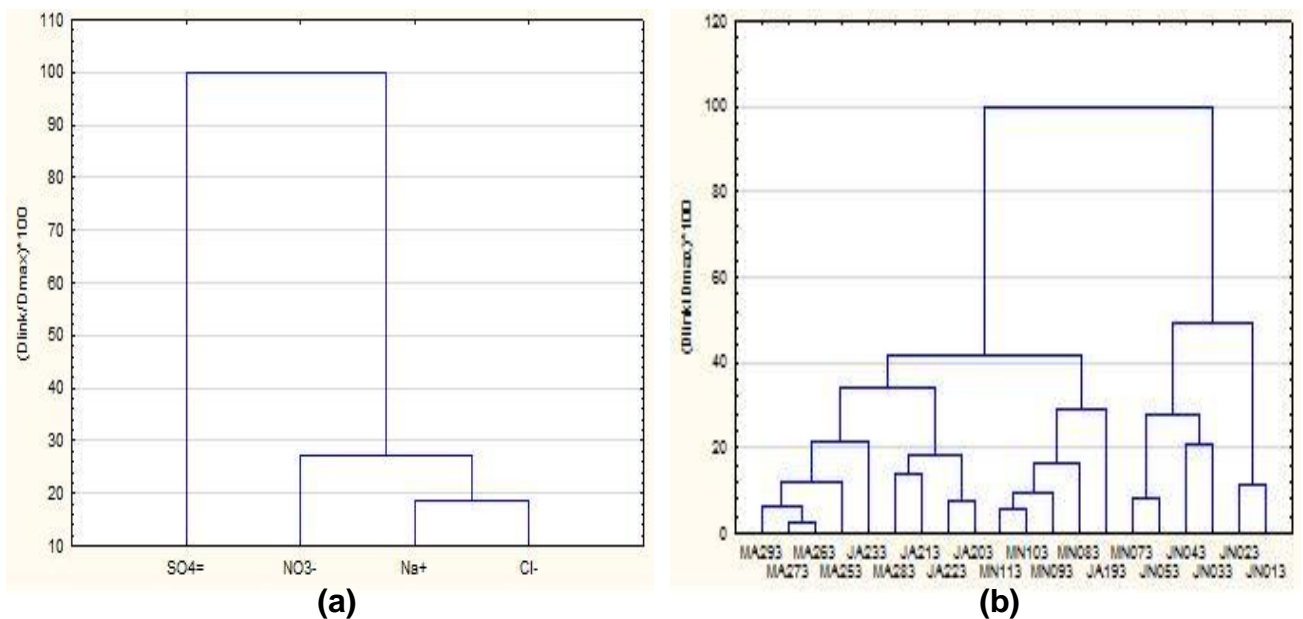 110
100
90
80
70
60
50
40
30
20
10
(Dlink/Dmax)*100
SO4= NO3- Na+ Cl-
(a)
120
100
80
60
40
20
0
(Dlink/Dmax)*100
MA293 MA263 JA233 JA213 JA203 MN103 MN083 MN073 JN043 JN023
MA273 MA253 MA283 JA223 MN113 MN093 JA193 JN053 JN033 JN013
(b)